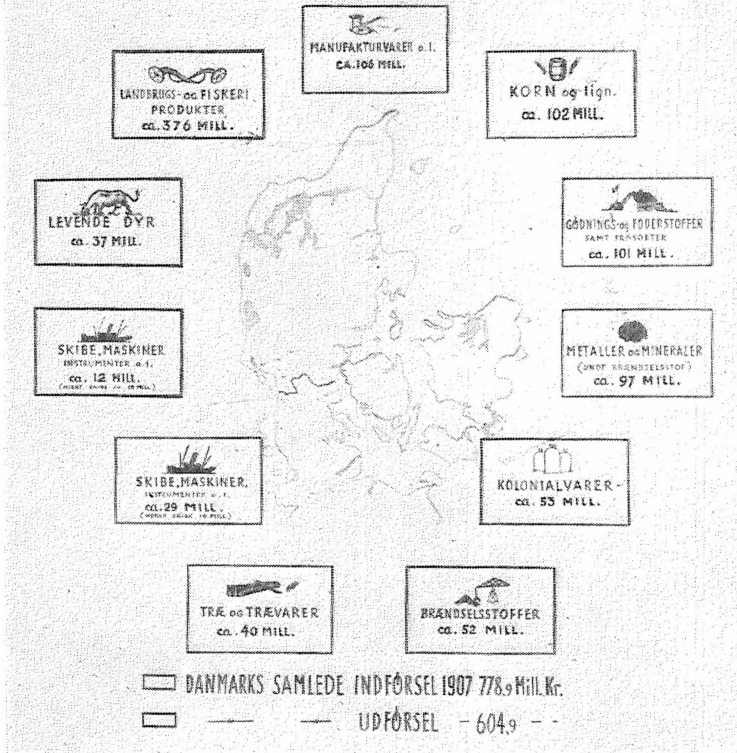 MANUFAKTURVARER o.l.
CA. 106 MILL.
LANDBRUGS- og FISKERI
PRODUKTER
ca. 376 MILL.
KORN og lign.
ca. 102 MILL.
LEVENDE DYR
ca. 37 MILL.
GØDNINGS- og FODERSTOFFER
SAMT FRØSORTER
ca. 101 MILL.
SKIBE, MASKINER
INSTRUMENTER o.l.
ca. 12 MILL.
METALLER og MINERALER
(UNDT BRÆNDSELSSTOF)
ca. 97 MILL.
SKIBE, MASKINER,
INSTRUMENTER o.l.
ca. 29 MILL.
KOLONIALVARER -
ca. 53 MILL.
TRÆ og TRÆVARER
ca. 40 MILL.
BRÆNDSELSSTOFFER
ca. 52 MILL.
DANMARKS SAMLEDE INDFØRSEL 1907 778,9 Mill. Kr.
— — UDFØRSEL - 604,9 - -